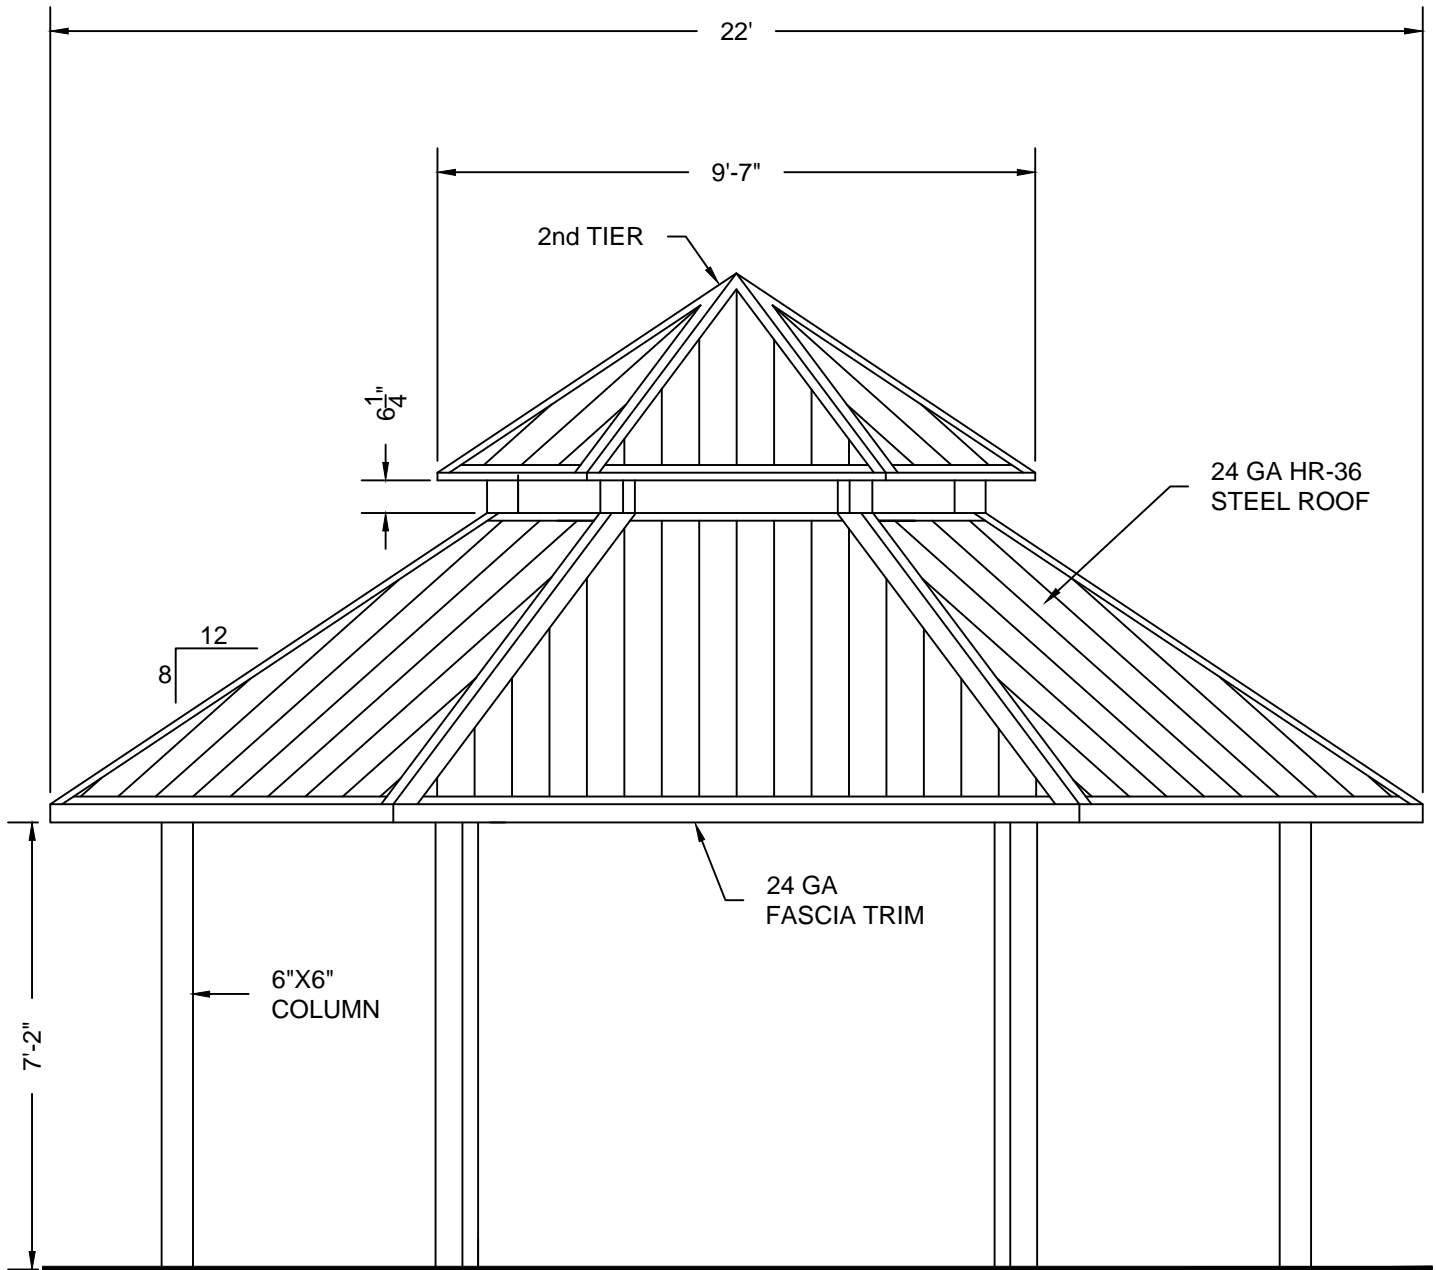 22'
9'-7"
2nd TIER
6 1/4"
24 GA HR-36
STEEL ROOF
12
8
24 GA
FASCIA TRIM
6"X6"
COLUMN
7'-2"